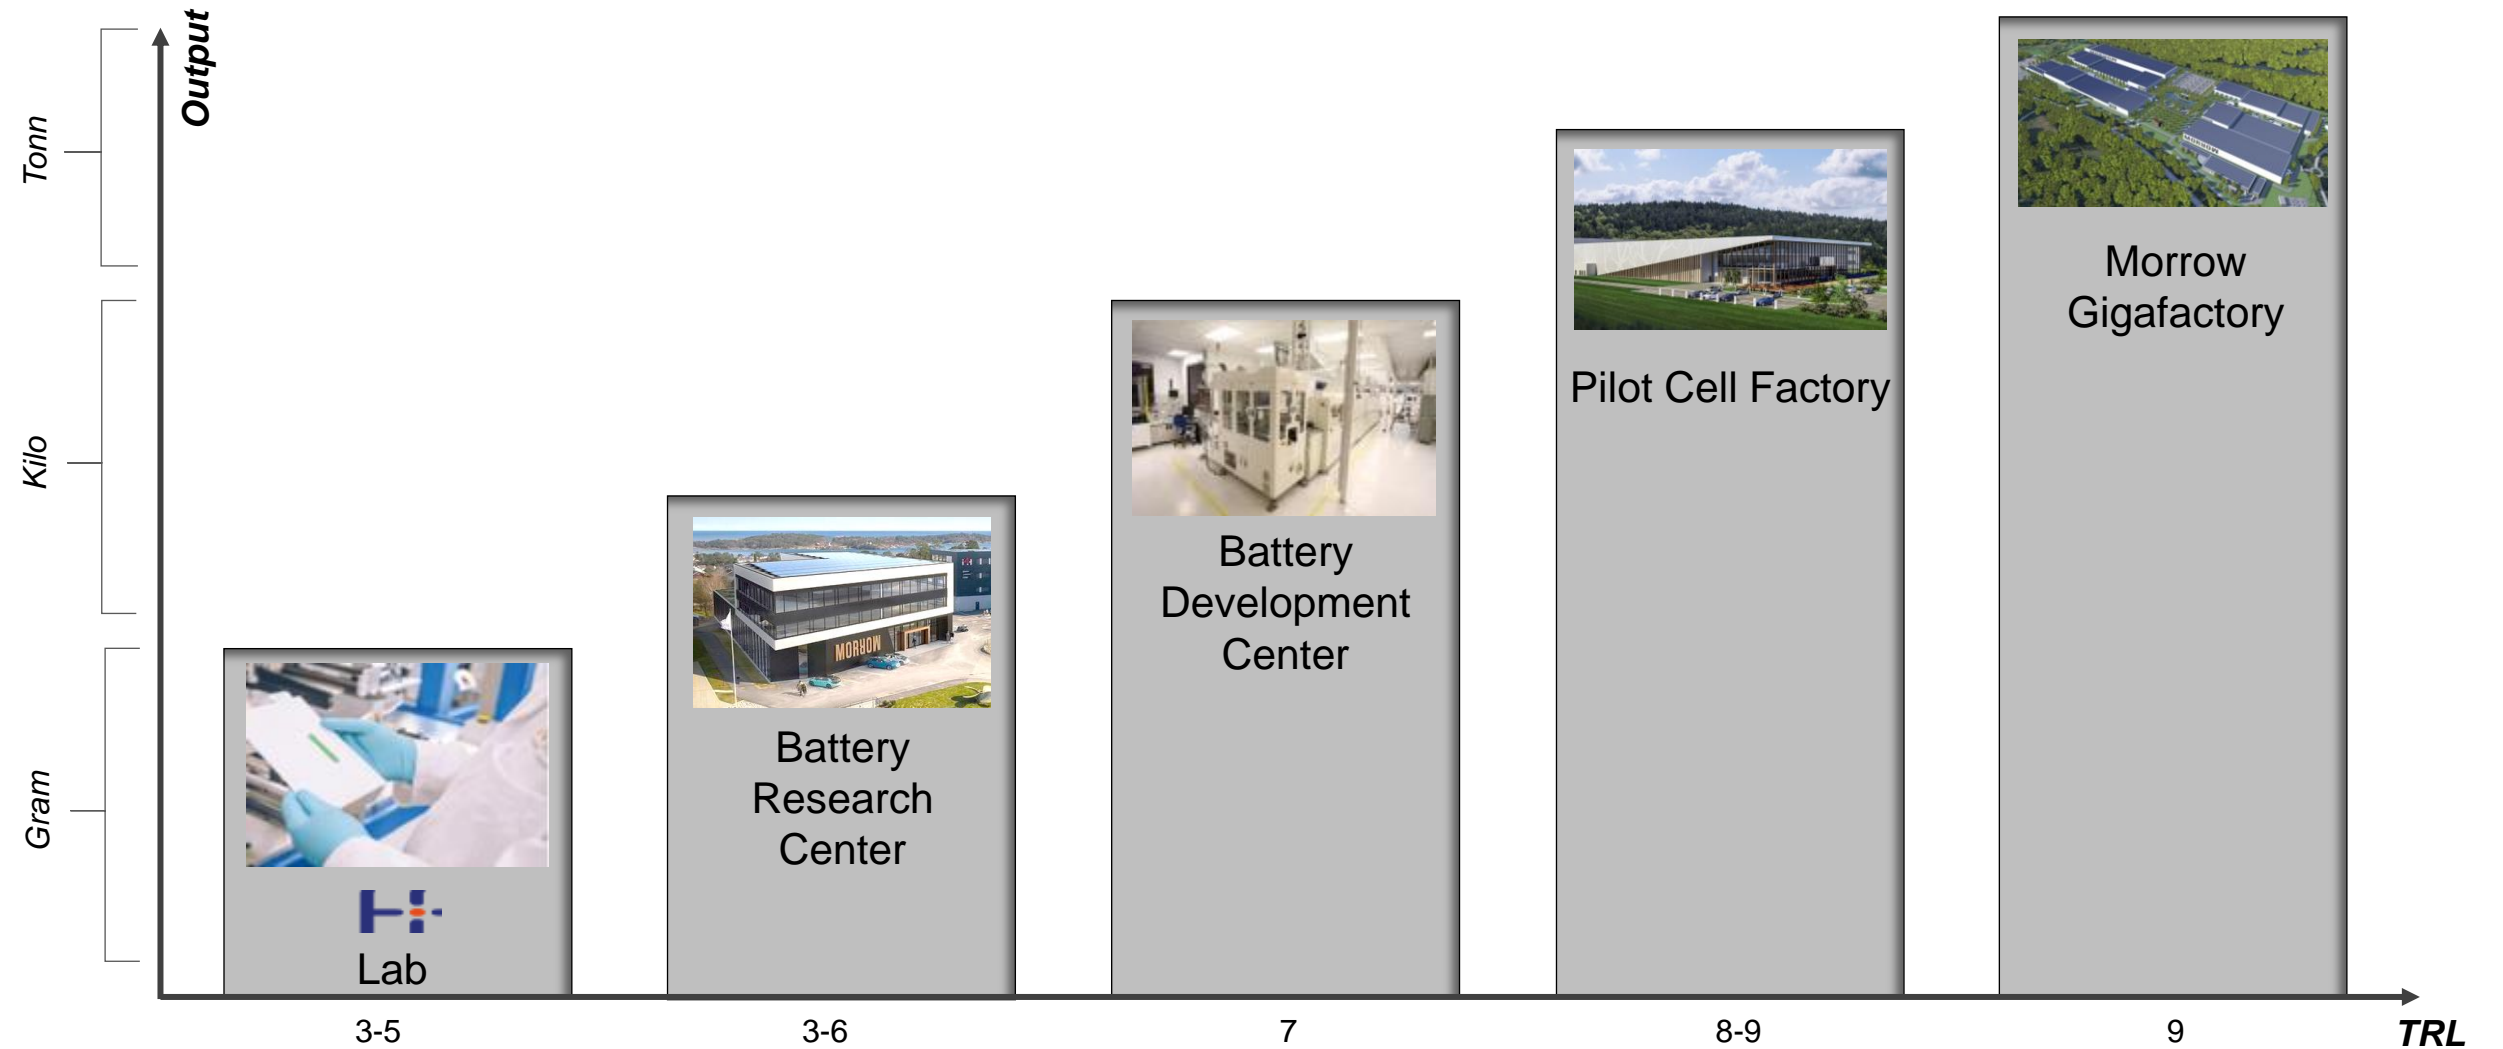 Output
Tonn
Kilo
Gram
Lab
MORROW
Battery
Research
Center
Battery
Development
Center
Pilot Cell Factory
Morrow
Gigafactory
3-5
3-6
7
8-9
9
TRL